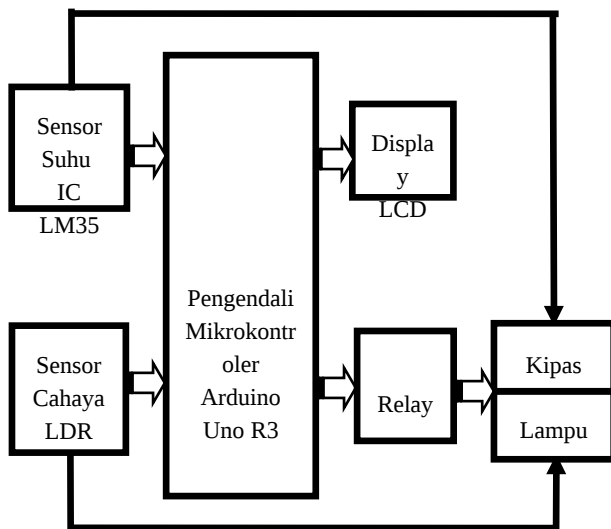 Sensor
Suhu
IC
LM35
Displa
y
LCD
Pengendali
Mikrokontr
oler
Arduino
Uno R3
Sensor
Cahaya
LDR
Relay
Kipas
Lampu